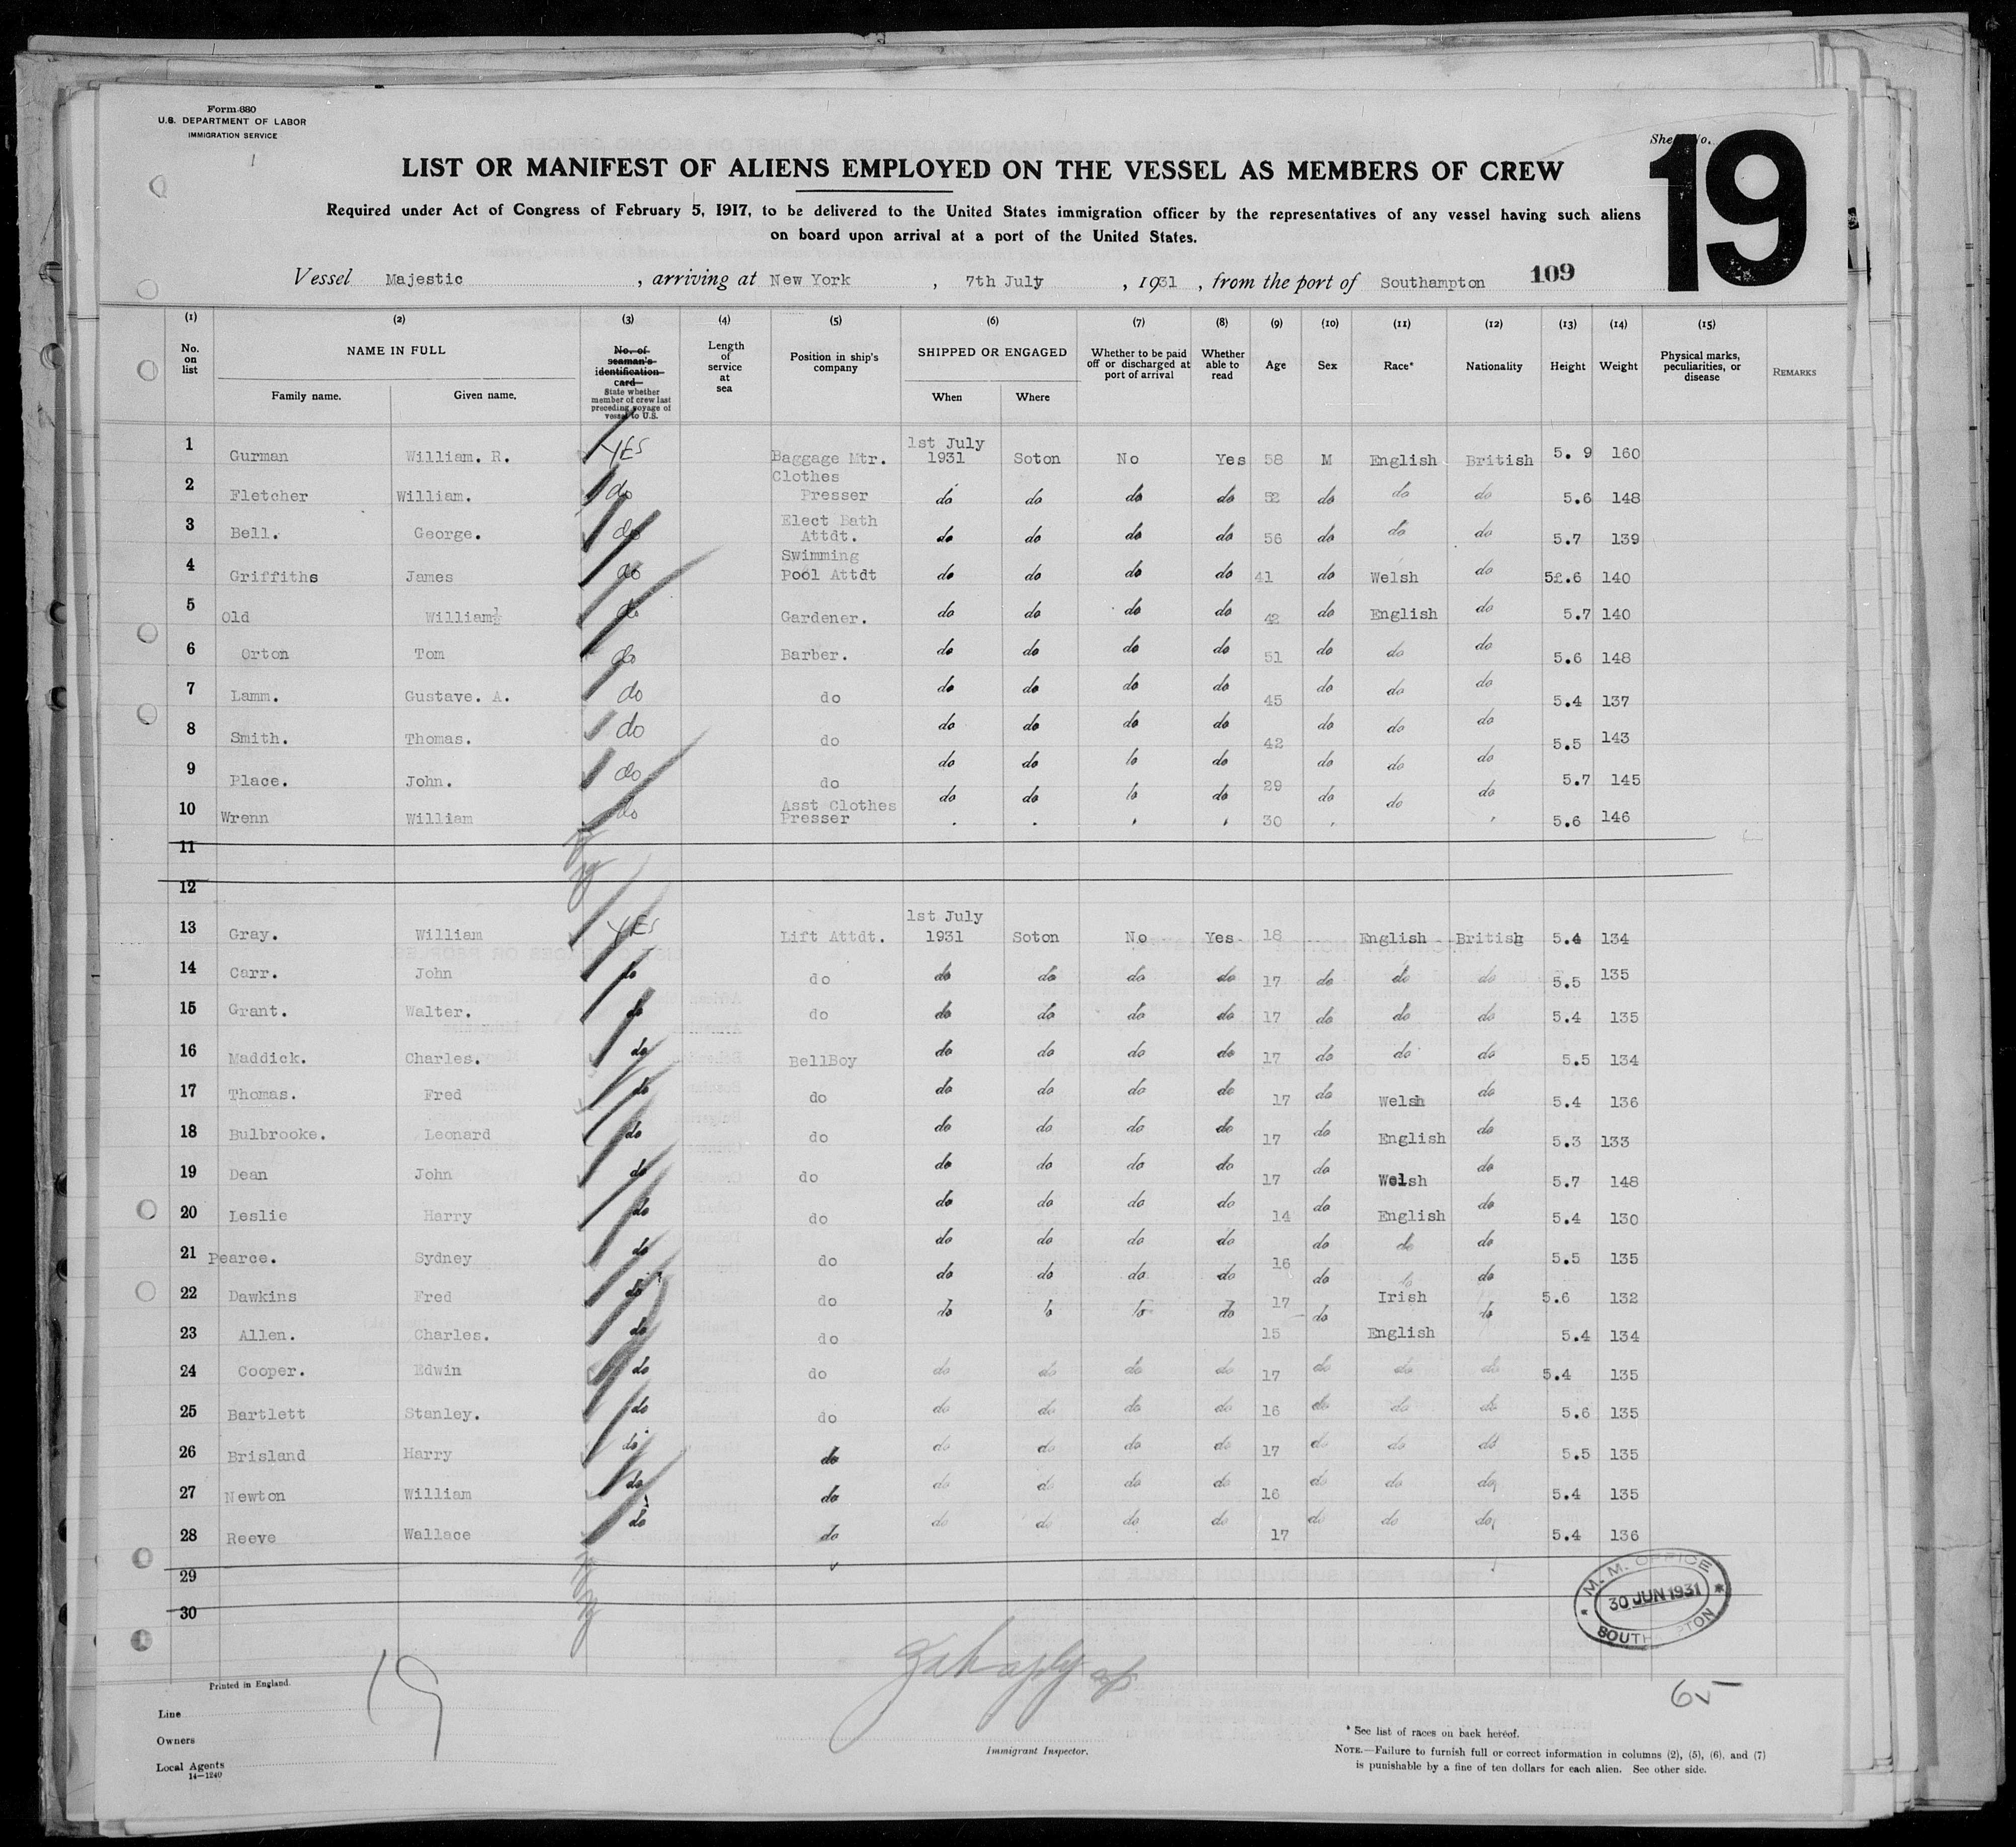 Form 680
U.S. DEPARTMENT OF LABOR
IMMIGRATION SERVICE
Sheet No.
19
LIST OR MANIFEST OF ALIENS EMPLOYED ON THE VESSEL AS MEMBERS OF CREW
Required under Act of Congress of February 5, 1917, to be delivered to the United States immigration officer by the representatives of any vessel having such aliens
on board upon arrival at a port of the United States.
Vessel Majestic , arriving at New York , 7th July , 1931 , from the port of Southampton 109
(1) (2) (3) (4) (5) (6) (7) (8) (9) (10) (11) (12) (13) (14) (15)
No. on list NAME IN FULL Family name. Given name. No. of seaman's identification card State whether member of crew last preceding voyage of vessel to U.S. Length of service at sea Position in ship's company SHIPPED OR ENGAGED When Where Whether to be paid off or discharged at port of arrival Whether able to read Age Sex Race* Nationality Height Weight Physical marks, peculiarities, or disease REMARKS
1 Gurman William. R. YES Baggage Mtr. 1st July 1931 Soton No Yes 58 M English British 5. 9 160
2 Fletcher William. do Clothes Presser do do do do 52 do do do 5.6 148
3 Bell. George. do Elect Bath Attdt. do do do do 56 do do do 5.7 139
4 Griffiths James do Swimming Pool Attdt do do do do 41 do Welsh do 5.6 140
5 Old William do Gardener. do do do do 42 do English do 5.7 140
6 Orton Tom do Barber. do do do do 51 do do do 5.6 148
7 Lamm. Gustave. A. do do do do do do 45 do do do 5.4 137
8 Smith. Thomas. do do do do do do 42 do do do 5.5 143
9 Place. John. do do do do do do 29 do do do 5.7 145
10 Wrenn William do Asst Clothes Presser do do do do 30 do do do 5.6 146
11
12
13 Gray. William YES Lift Attdt. 1st July 1931 Soton No Yes 18 English British 5.4 134
14 Carr. John do do do do do do 17 do do do 5.5 135
15 Grant. Walter. do do do do do do 17 do do do 5.4 135
16 Maddick. Charles. do BellBoy do do do do 17 do do do 5.5 134
17 Thomas. Fred do do do do do do 17 do Welsh do 5.4 136
18 Bulbrooke. Leonard do do do do do do 17 do English do 5.3 133
19 Dean John do do do do do do 17 do Welsh do 5.7 148
20 Leslie Harry do do do do do do 14 do English do 5.4 130
21 Pearce. Sydney do do do do do do 16 do do do 5.5 135
22 Dawkins Fred do do do do do do 17 do Irish do 5.6 132
23 Allen. Charles. do do do do do do 15 do English do 5.4 134
24 Cooper. Edwin do do do do do do 17 do do do 5.4 135
25 Bartlett Stanley. do do do do do do 16 do do do 5.6 135
26 Brisland Harry do do do do do do 17 do do do 5.5 135
27 Newton William do do do do do do 16 do do do 5.4 135
28 Reeve Wallace do do do do do do 17 do do do 5.4 136
29
30
M. M. OFFICE
30 JUN 1931
SOUTHAMPTON
Printed in England.
19
65
Line
Owners
Local Agents
14—1240
Immigrant Inspector.
* See list of races on back hereof.
NOTE.—Failure to furnish full or correct information in columns (2), (5), (6), and (7)
is punishable by a fine of ten dollars for each alien. See other side.